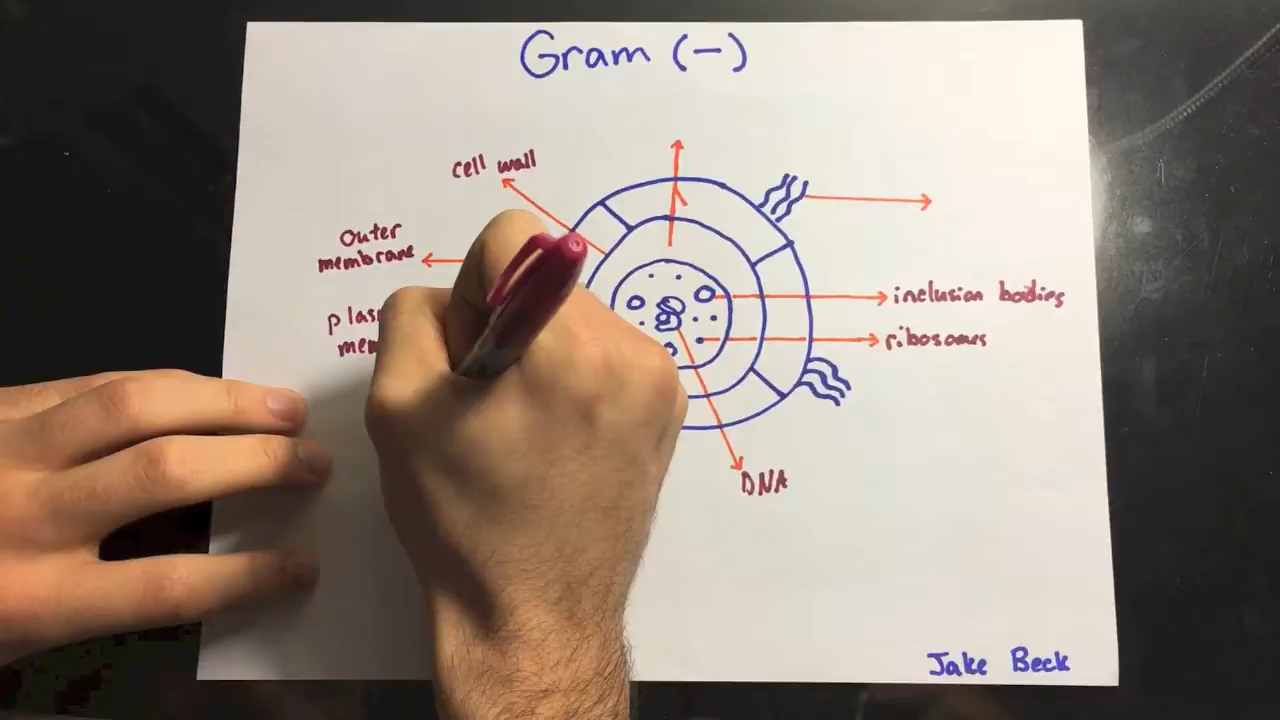 Gram (-)
cell wall
Outer
membrane
inclusion bodies
ribosomes
DNA
Jake Beck